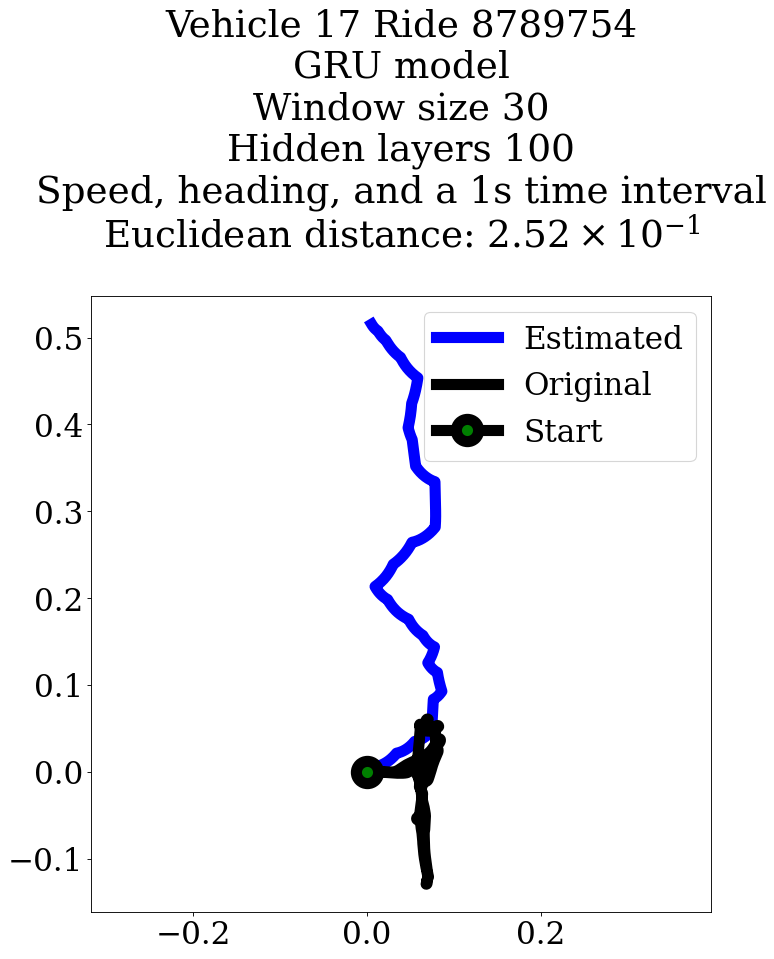 Vehicle 17 Ride 8789754
GRU model
Window size 30
Hidden layers 100
Speed, heading, and a 1s time interval
Euclidean distance: 2.52 × 10⁻¹
Estimated
Original
Start
0.5
0.4
0.3
0.2
0.1
0.0
−0.1
−0.2 0.0 0.2